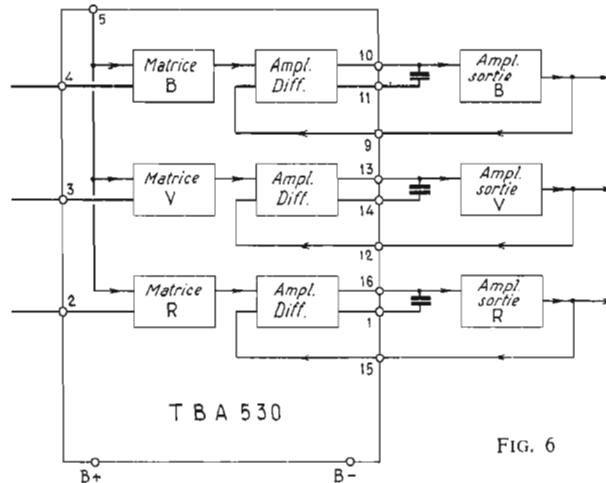 5
4
Matrice
B
Ampl.
Diff.
10
11
9
Ampl.
sortie
B
3
Matrice
V
Ampl.
Diff.
13
14
12
Ampl.
sortie
V
2
Matrice
R
Ampl.
Diff.
16
1
15
Ampl.
sortie
R
TBA 530
FIG. 6
B+
B-